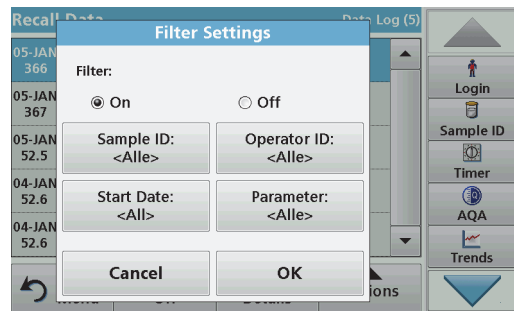 Recall Data
Data Log (5)
Filter Settings
05-JAN
366
Filter:
On
Off
05-JAN
367
Sample ID:
<Alle>
Operator ID:
<Alle>
05-JAN
52.5
Start Date:
<All>
Parameter:
<Alle>
04-JAN
52.6
04-JAN
52.6
Cancel
OK
Login
Sample ID
Timer
AQA
Trends